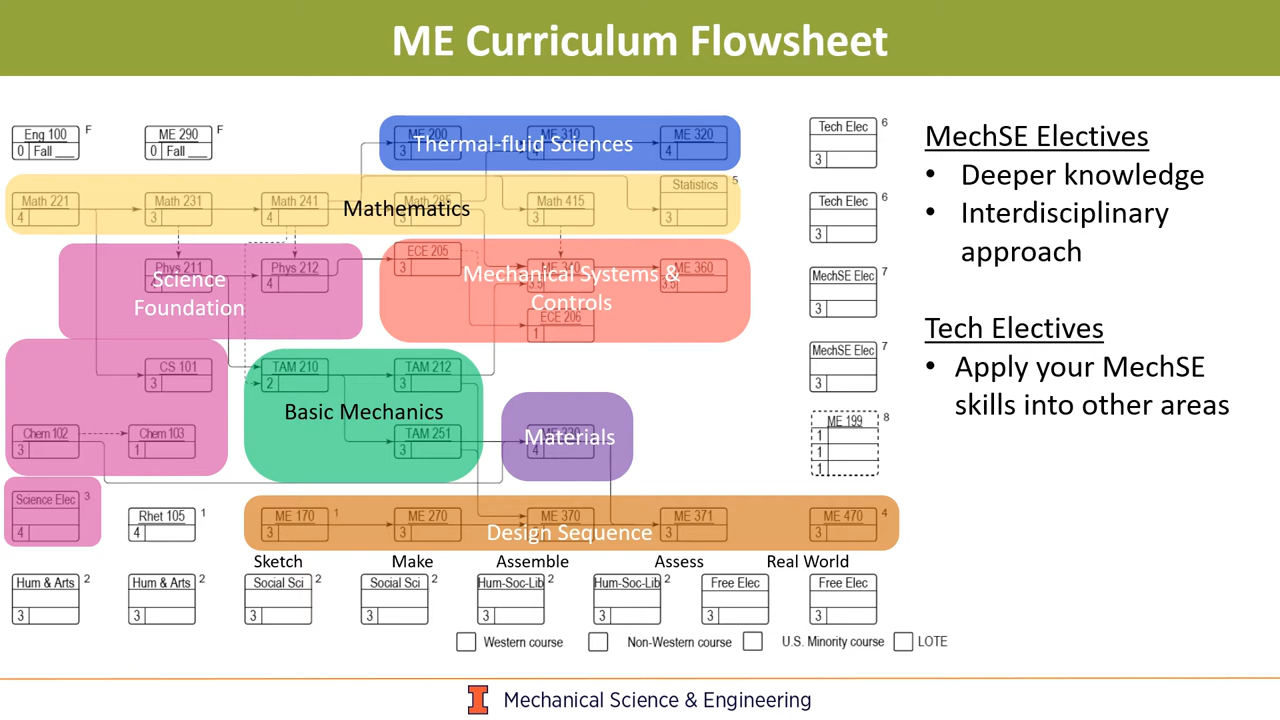 ME Curriculum Flowsheet
Eng 100 F
0 Fall ___
ME 290 F
0 Fall ___
ME 200
3
ME 310
4
ME 320
4
Thermal-fluid Sciences
Tech Elec 6
3
Math 221
4
Math 231
3
Math 241
4
Math 285
3
Mathematics
Math 415
3
Statistics 5
3
Tech Elec 6
3
Phys 211
4
Phys 212
4
Science
Foundation
ECE 205
3
ME 340
3.5
ME 360
3.5
Mechanical Systems &
Controls
ECE 206
1
MechSE Elec 7
3
CS 101
3
TAM 210
2
TAM 212
3
Basic Mechanics
MechSE Elec 7
3
Chem 102
3
Chem 103
1
TAM 251
3
4
Materials
ME 199 8
1
1
1
Science Elec 3
4
Rhet 105 1
4
ME 170 1
3
ME 270
3
ME 370
3
ME 371
3
ME 470 4
3
Design Sequence
Sketch
Make
Assemble
Assess
Real World
Hum & Arts 2
3
Hum & Arts 2
3
Social Sci 2
3
Social Sci 2
3
Hum-Soc-Lib 2
3
Hum-Soc-Lib 2
3
Free Elec
3
Free Elec
3
Western course
Non-Western course
U.S. Minority course
LOTE
MechSE Electives
• Deeper knowledge
• Interdisciplinary
approach
Tech Electives
• Apply your MechSE
skills into other areas
I Mechanical Science & Engineering